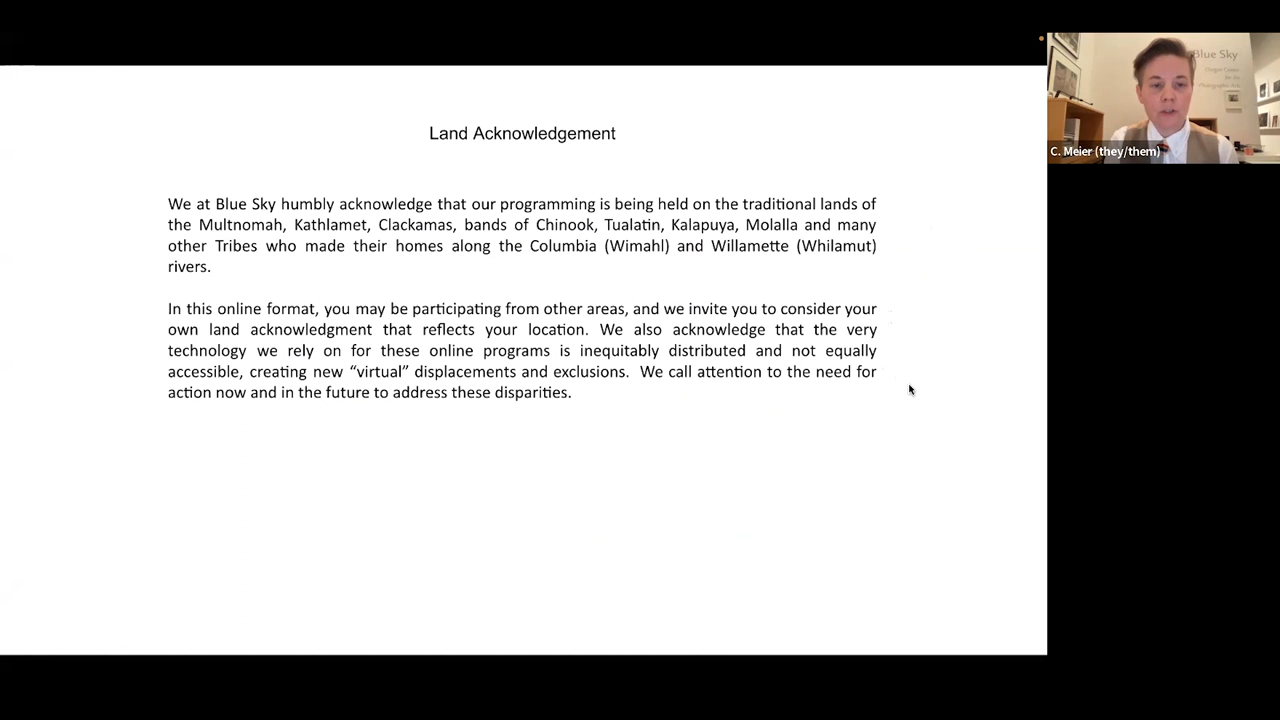 Land Acknowledgement
We at Blue Sky humbly acknowledge that our programming is being held on the traditional lands of
the Multnomah, Kathlamet, Clackamas, bands of Chinook, Tualatin, Kalapuya, Molalla and many
other Tribes who made their homes along the Columbia (Wimahl) and Willamette (Whilamut)
rivers.
In this online format, you may be participating from other areas, and we invite you to consider your
own land acknowledgment that reflects your location. We also acknowledge that the very
technology we rely on for these online programs is inequitably distributed and not equally
accessible, creating new “virtual” displacements and exclusions.  We call attention to the need for
action now and in the future to address these disparities.
Blue Sky
C. Meier (they/them)